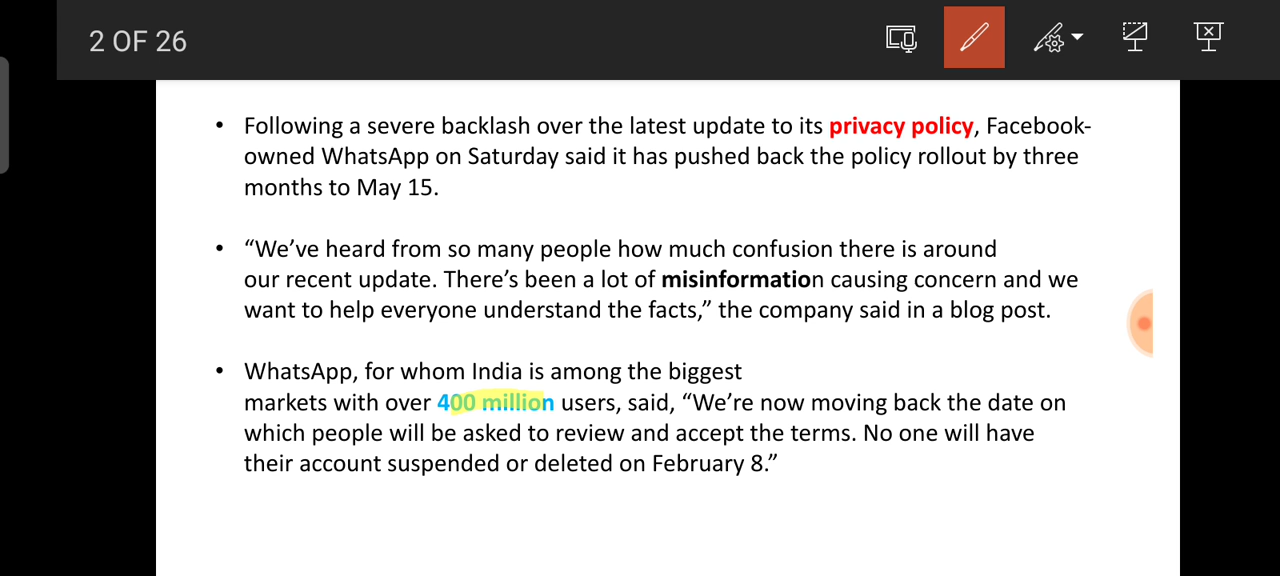 2 OF 26
• Following a severe backlash over the latest update to its privacy policy, Facebook-
owned WhatsApp on Saturday said it has pushed back the policy rollout by three
months to May 15.
• “We’ve heard from so many people how much confusion there is around
our recent update. There’s been a lot of misinformation causing concern and we
want to help everyone understand the facts,” the company said in a blog post.
• WhatsApp, for whom India is among the biggest
markets with over 400 million users, said, “We’re now moving back the date on
which people will be asked to review and accept the terms. No one will have
their account suspended or deleted on February 8.”